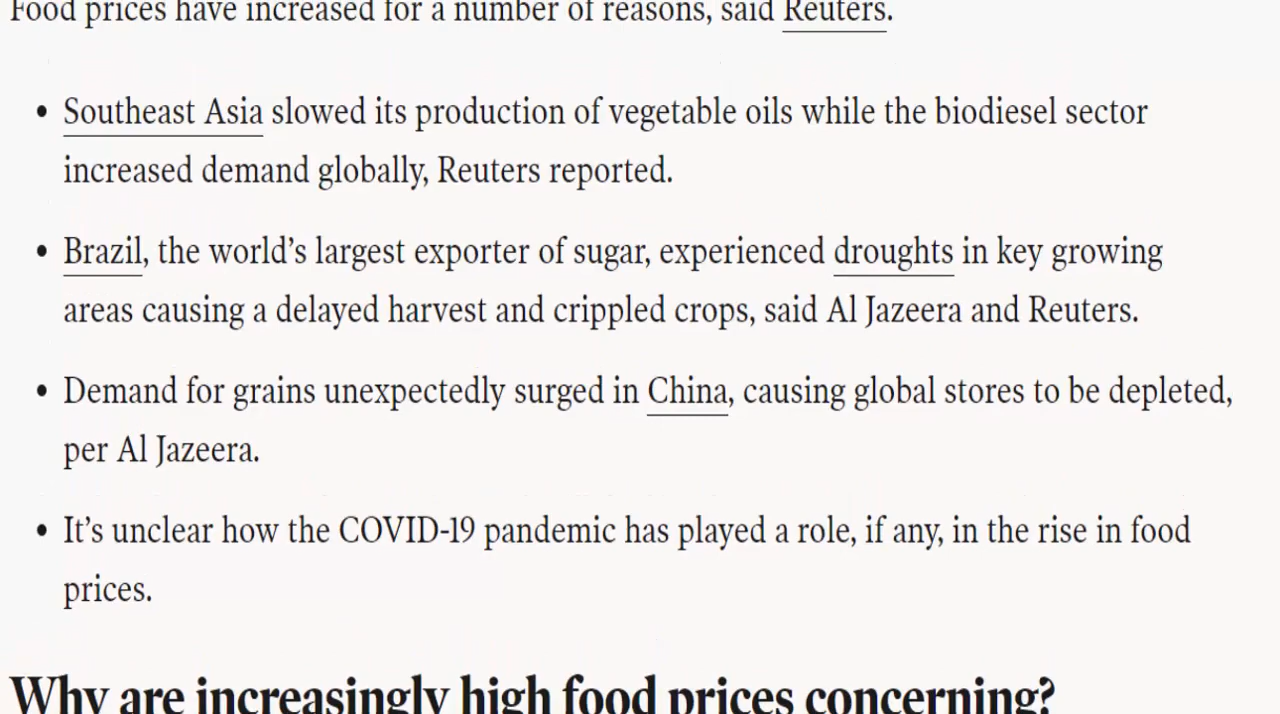 Food prices have increased for a number of reasons, said Reuters.
• Southeast Asia slowed its production of vegetable oils while the biodiesel sector
increased demand globally, Reuters reported.
• Brazil, the world’s largest exporter of sugar, experienced droughts in key growing
areas causing a delayed harvest and crippled crops, said Al Jazeera and Reuters.
• Demand for grains unexpectedly surged in China, causing global stores to be depleted,
per Al Jazeera.
• It’s unclear how the COVID-19 pandemic has played a role, if any, in the rise in food
prices.
Why are increasingly high food prices concerning?